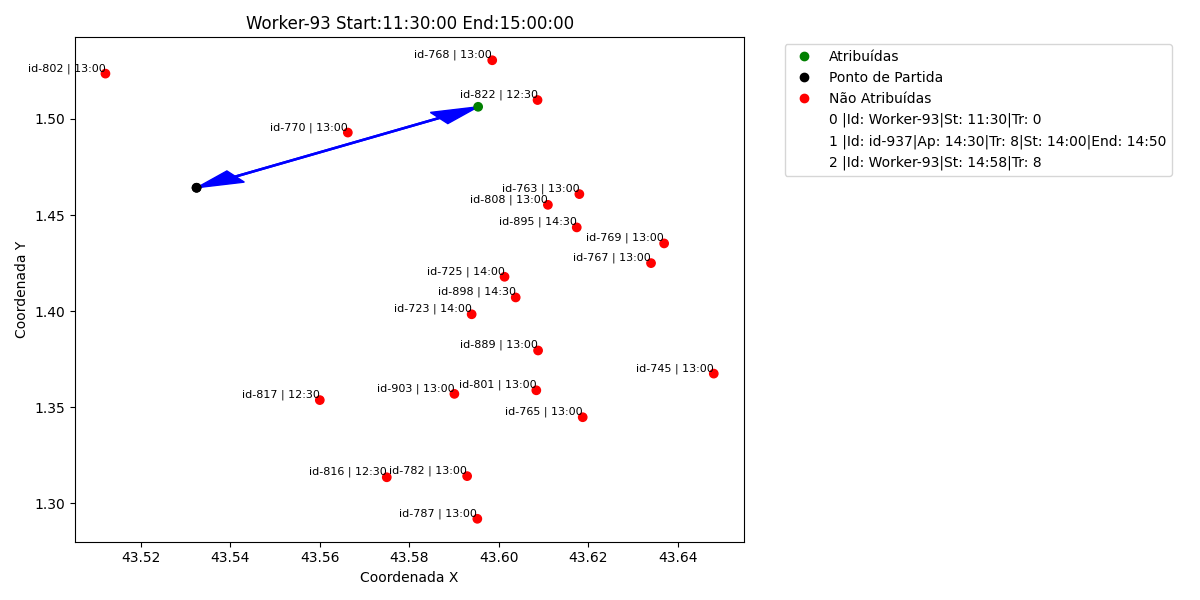 Worker-93 Start:11:30:00 End:15:00:00
Coordenada Y
1.50
1.45
1.40
1.35
1.30
id-768 | 13:00
id-802 | 13:00
id-822 | 12:30
id-770 | 13:00
id-763 | 13:00
id-808 | 13:00
id-895 | 14:30
id-769 | 13:00
id-767 | 13:00
id-725 | 14:00
id-898 | 14:30
id-723 | 14:00
id-889 | 13:00
id-745 | 13:00
id-801 | 13:00
id-903 | 13:00
id-817 | 12:30
id-765 | 13:00
id-816 | 12:30
id-782 | 13:00
id-787 | 13:00
43.52
43.54
43.56
43.58
43.60
43.62
43.64
Coordenada X
Atribuídas
Ponto de Partida
Não Atribuídas
0 |Id: Worker-93|St: 11:30|Tr: 0
1 |Id: id-937|Ap: 14:30|Tr: 8|St: 14:00|End: 14:50
2 |Id: Worker-93|St: 14:58|Tr: 8